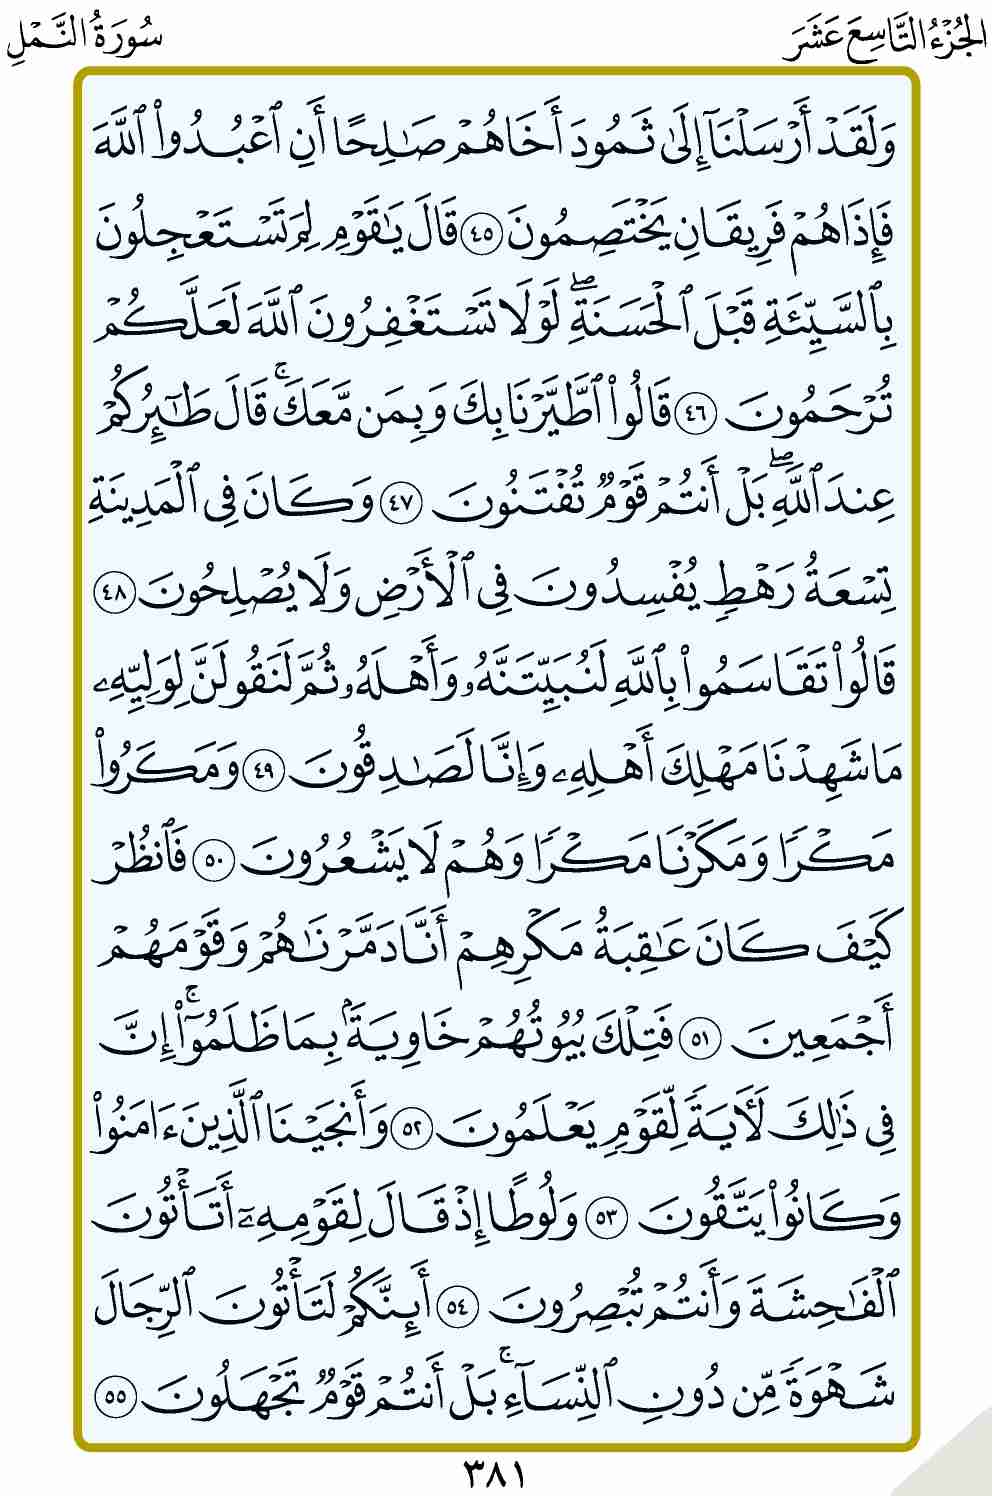 الجُزْءُ التَّاسِعَ عَشَرَ
سُورَةُ النَّمْلِ
وَلَقَدْ أَرْسَلْنَآ إِلَىٰ ثَمُودَ أَخَاهُمْ صَٰلِحًا أَنِ ٱعْبُدُوا۟ ٱللَّهَ
فَإِذَا هُمْ فَرِيقَانِ يَخْتَصِمُونَ ٤٥ قَالَ يَٰقَوْمِ لِمَ تَسْتَعْجِلُونَ
بِٱلسَّيِّئَةِ قَبْلَ ٱلْحَسَنَةِ ۖ لَوْلَا تَسْتَغْفِرُونَ ٱللَّهَ لَعَلَّكُمْ
تُرْحَمُونَ ٤٦ قَالُوا۟ ٱطَّيَّرْنَا بِكَ وَبِمَن مَّعَكَ ۚ قَالَ طَٰٓئِرُكُمْ
عِندَ ٱللَّهِ ۖ بَلْ أَنتُمْ قَوْمٌ تُفْتَنُونَ ٤٧ وَكَانَ فِى ٱلْمَدِينَةِ
تِسْعَةُ رَهْطٍ يُفْسِدُونَ فِى ٱلْأَرْضِ وَلَا يُصْلِحُونَ ٤٨
قَالُوا۟ تَقَاسَمُوا۟ بِٱللَّهِ لَنُبَيِّتَنَّهُۥ وَأَهْلَهُۥ ثُمَّ لَنَقُولَنَّ لِوَلِيِّهِۦ
مَا شَهِدْنَا مَهْلِكَ أَهْلِهِۦ وَإِنَّا لَصَٰدِقُونَ ٤٩ وَمَكَرُوا۟
مَكْرًا وَمَكَرْنَا مَكْرًا وَهُمْ لَا يَشْعُرُونَ ٥٠ فَٱنظُرْ
كَيْفَ كَانَ عَٰقِبَةُ مَكْرِهِمْ أَنَّا دَمَّرْنَٰهُمْ وَقَوْمَهُمْ
أَجْمَعِينَ ٥١ فَتِلْكَ بُيُوتُهُمْ خَاوِيَةًۢ بِمَا ظَلَمُوٓا۟ ۚ إِنَّ
فِى ذَٰلِكَ لَءَايَةً لِّقَوْمٍ يَعْلَمُونَ ٥٢ وَأَنجَيْنَا ٱلَّذِينَ ءَامَنُوا۟
وَكَانُوا۟ يَتَّقُونَ ٥٣ وَلُوطًا إِذْ قَالَ لِقَوْمِهِۦٓ أَتَأْتُونَ
ٱلْفَٰحِشَةَ وَأَنتُمْ تُبْصِرُونَ ٥٤ أَئِنَّكُمْ لَتَأْتُونَ ٱلرِّجَالَ
شَهْوَةً مِّن دُونِ ٱلنِّسَآءِ ۚ بَلْ أَنتُمْ قَوْمٌ تَجْهَلُونَ ٥٥
٣٨١